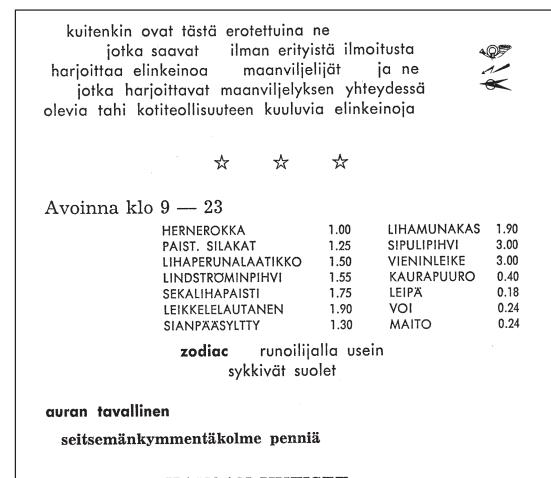 kuitenkin ovat tästä erotettuina ne
jotka saavat ilman erityistä ilmoitusta
harjoittaa elinkeinoa maanviljelijät ja ne
jotka harjoittavat maanviljelyksen yhteydessä
olevia tahi kotiteollisuuteen kuuluvia elinkeinoja
Avoinna klo 9 — 23
HERNEROKKA 1.00 LIHAMUNAKAS 1.90
PAIST. SILAKAT 1.25 SIPULIPIHVI 3.00
LIHAPERUNALAATIKKO 1.50 VIENINLEIKE 3.00
LINDSTRÖMINPIHVI 1.55 KAURAPUURO 0.40
SEKALIHAPAISTI 1.75 LEIPÄ 0.18
LEIKKELELAUTANEN 1.90 VOI 0.24
SIANPÄÄSYLTTY 1.30 MAITO 0.24
zodiac runoilijalla usein
sykkivät suolet
auran tavallinen
seitsemänkymmentäkolme penniä